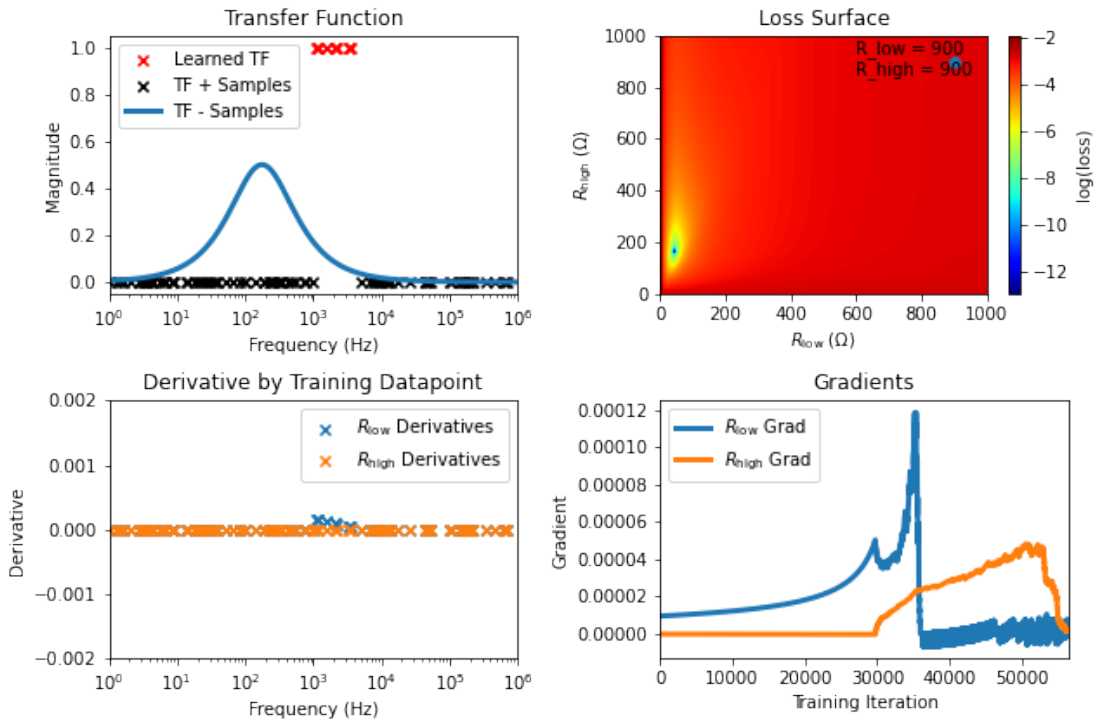 Transfer Function
1.0
0.8
0.6
0.4
0.2
0.0
Magnitude
Learned TF
TF + Samples
TF - Samples
10⁰ 10¹ 10² 10³ 10⁴ 10⁵ 10⁶
Frequency (Hz)
Loss Surface
1000
800
600
400
200
0
R_high (Ω)
R_low = 900
R_high = 900
0 200 400 600 800 1000
R_low (Ω)
−2
−4
−6
−8
−10
−12
log(loss)
Derivative by Training Datapoint
0.002
0.001
0.000
−0.001
−0.002
Derivative
R_low Derivatives
R_high Derivatives
10⁰ 10¹ 10² 10³ 10⁴ 10⁵ 10⁶
Frequency (Hz)
Gradients
0.00012
0.00010
0.00008
0.00006
0.00004
0.00002
0.00000
Gradient
R_low Grad
R_high Grad
0 10000 20000 30000 40000 50000
Training Iteration